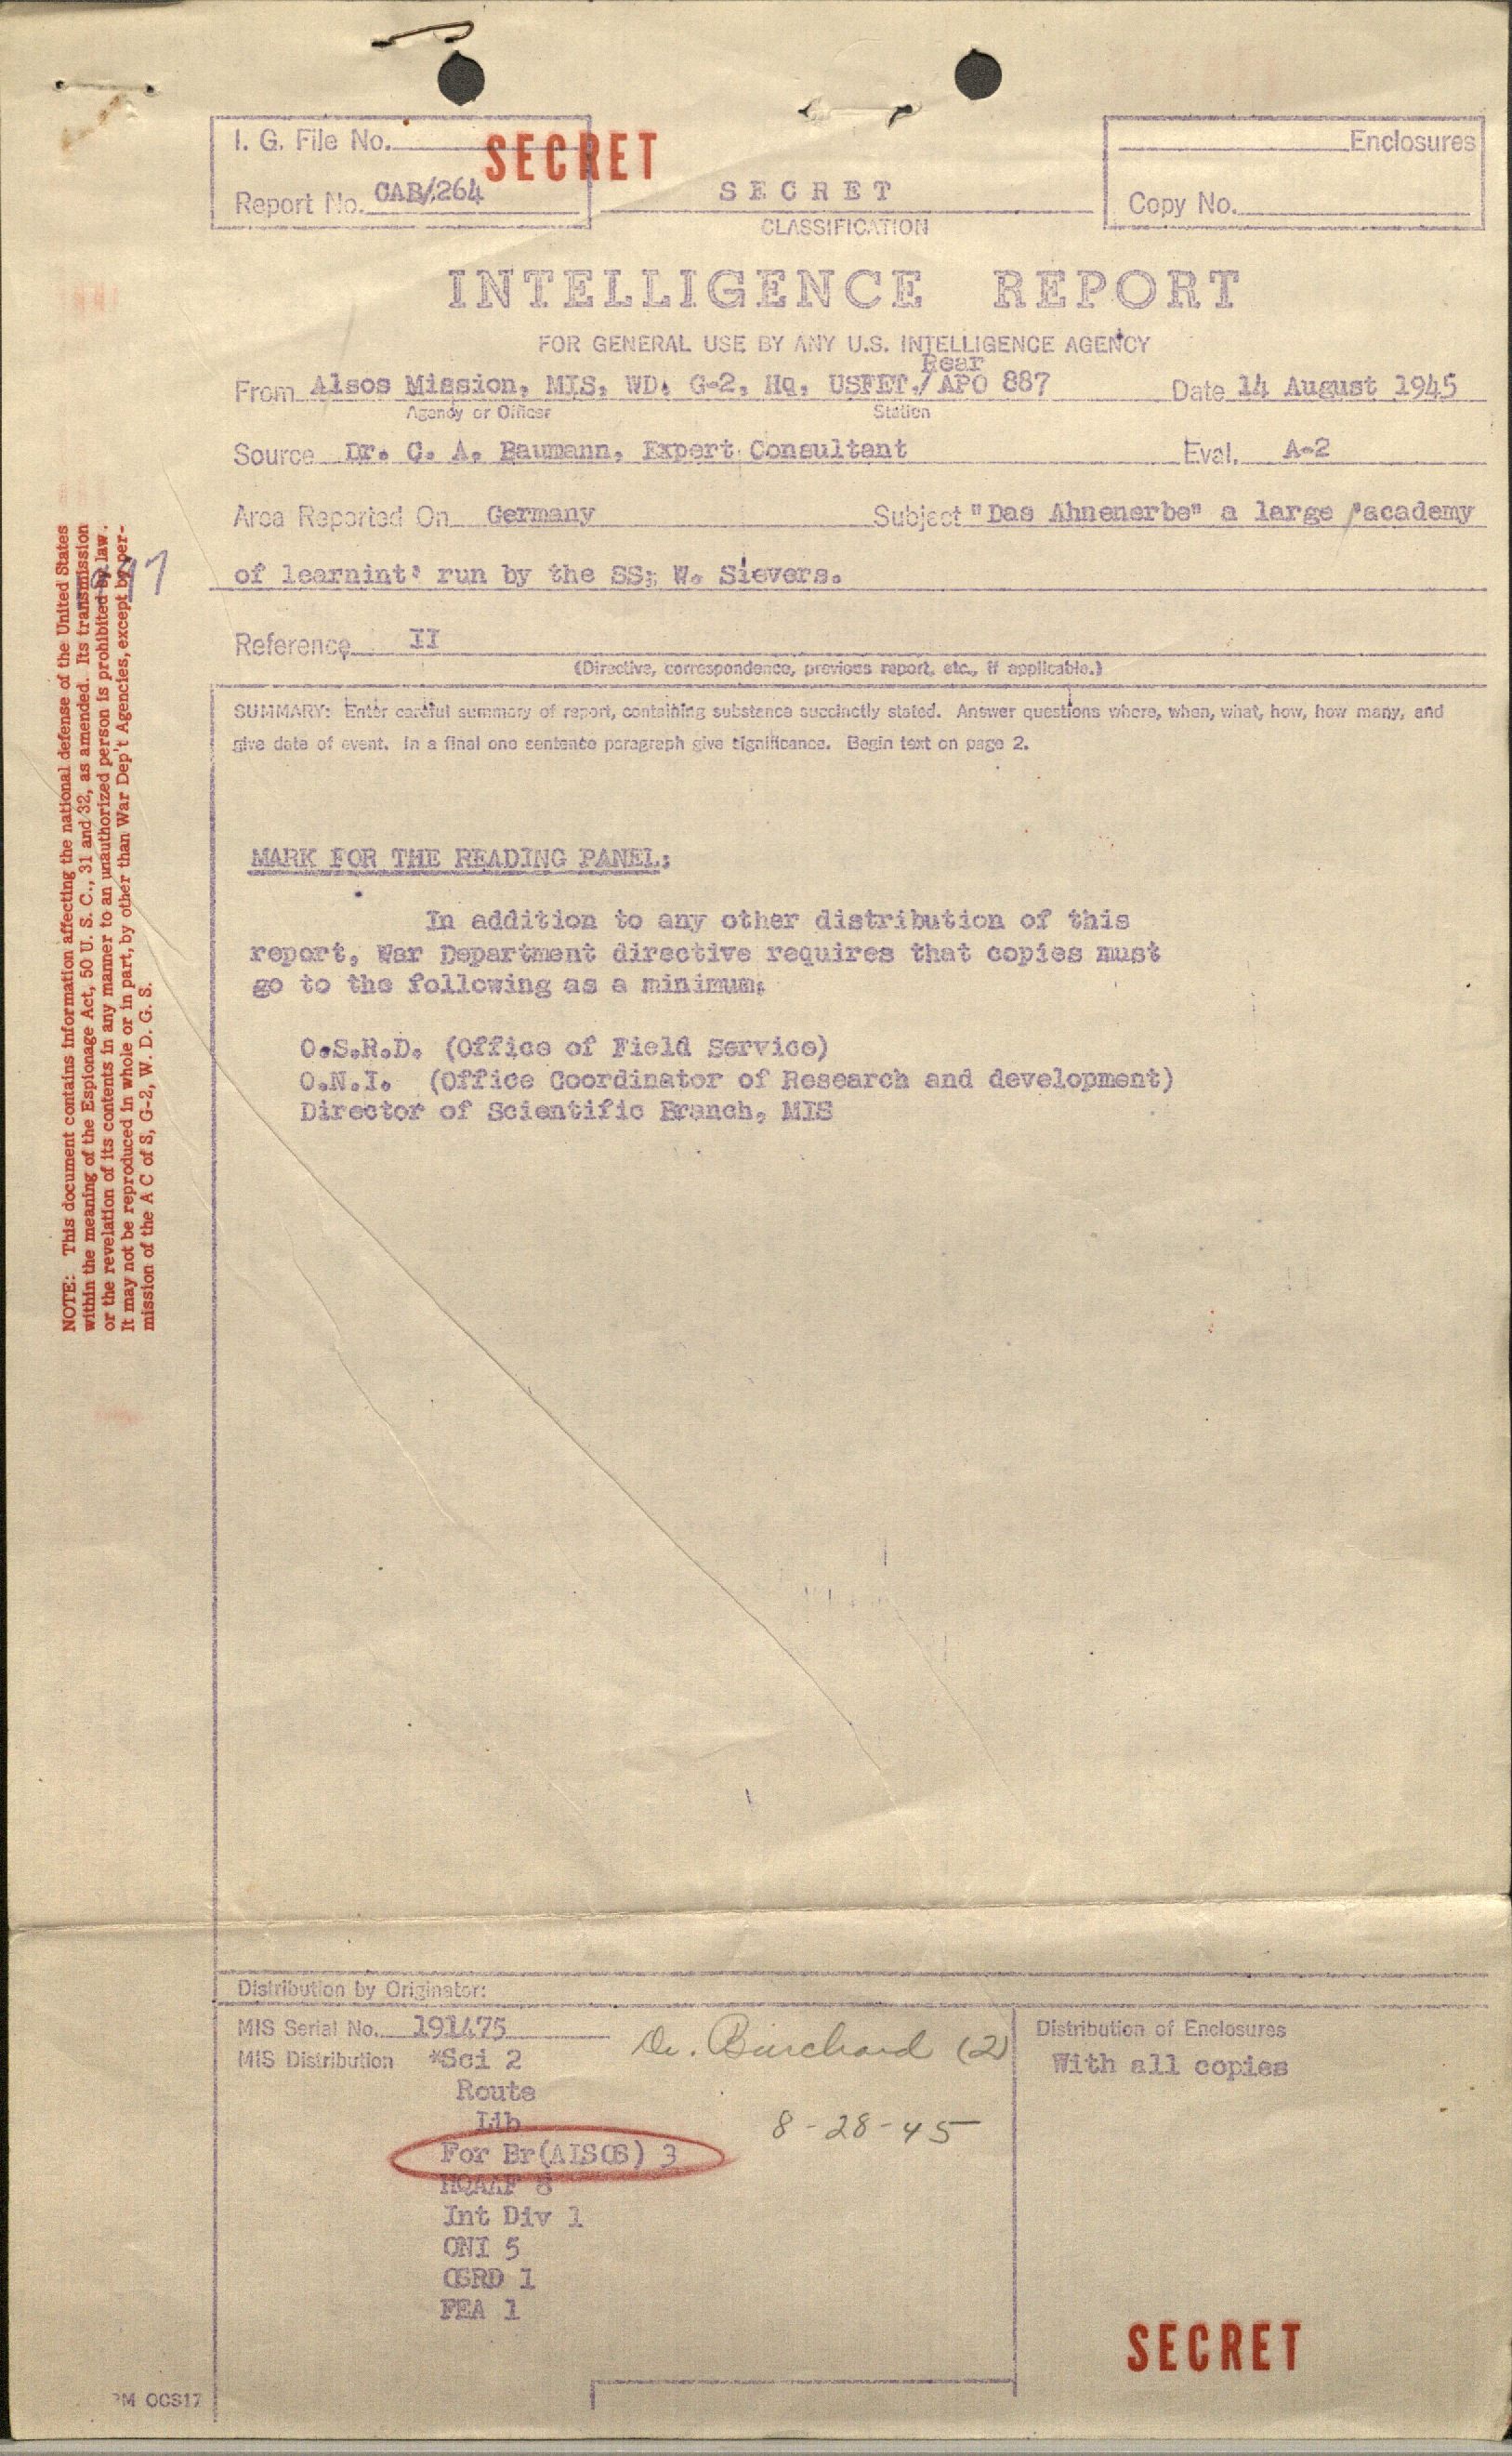 I. G. File No.
SECRET
Enclosures
Report No. CAB/264
SECRET
Copy No.
CLASSIFICATION
INTELLIGENCE REPORT
FOR GENERAL USE BY ANY U.S. INTELLIGENCE AGENCY
Rear
From Alsos Mission, MIS, WD. G-2, Hq, USFET./ APO 887 Date 14 August 1945
Agency or Officer Station
Source Dr. C. A. Baumann, Expert Consultant Eval. A-2
Area Reported On Germany Subject "Das Ahnenerbe" a large 'academy
of learnint' run by the SS; W. Sievers.
Reference II
(Directive, correspondence, previous report, etc., if applicable.)
SUMMARY: Enter careful summary of report, containing substance succinctly stated. Answer questions where, when, what, how, how many, and
give date of event. In a final one sentence paragraph give significance. Begin text on page 2.
MARK FOR THE READING PANEL:
In addition to any other distribution of this
report, War Department directive requires that copies must
go to the following as a minimum:
O.S.R.D. (Office of Field Service)
O.N.I. (Office Coordinator of Research and development)
Director of Scientific Branch, MIS
NOTE: This document contains information affecting the national defense of the United States
within the meaning of the Espionage Act, 50 U. S. C., 31 and 32, as amended. Its transmission
or the revelation of its contents in any manner to an unauthorized person is prohibited by law.
It may not be reproduced in whole or in part, by other than War Dep't Agencies, except by per-
mission of the A C of S, G-2, W. D. G. S.
Distribution by Originator:
MIS Serial No. 191475
Dr. Burchard (2)
Distribution of Enclosures
MIS Distribution *Sci 2
With all copies
Route
Lib
8-28-45
For Br(AISOB) 3
HQAAF 8
Int Div 1
ONI 5
OSRD 1
FEA 1
SECRET
OCS17